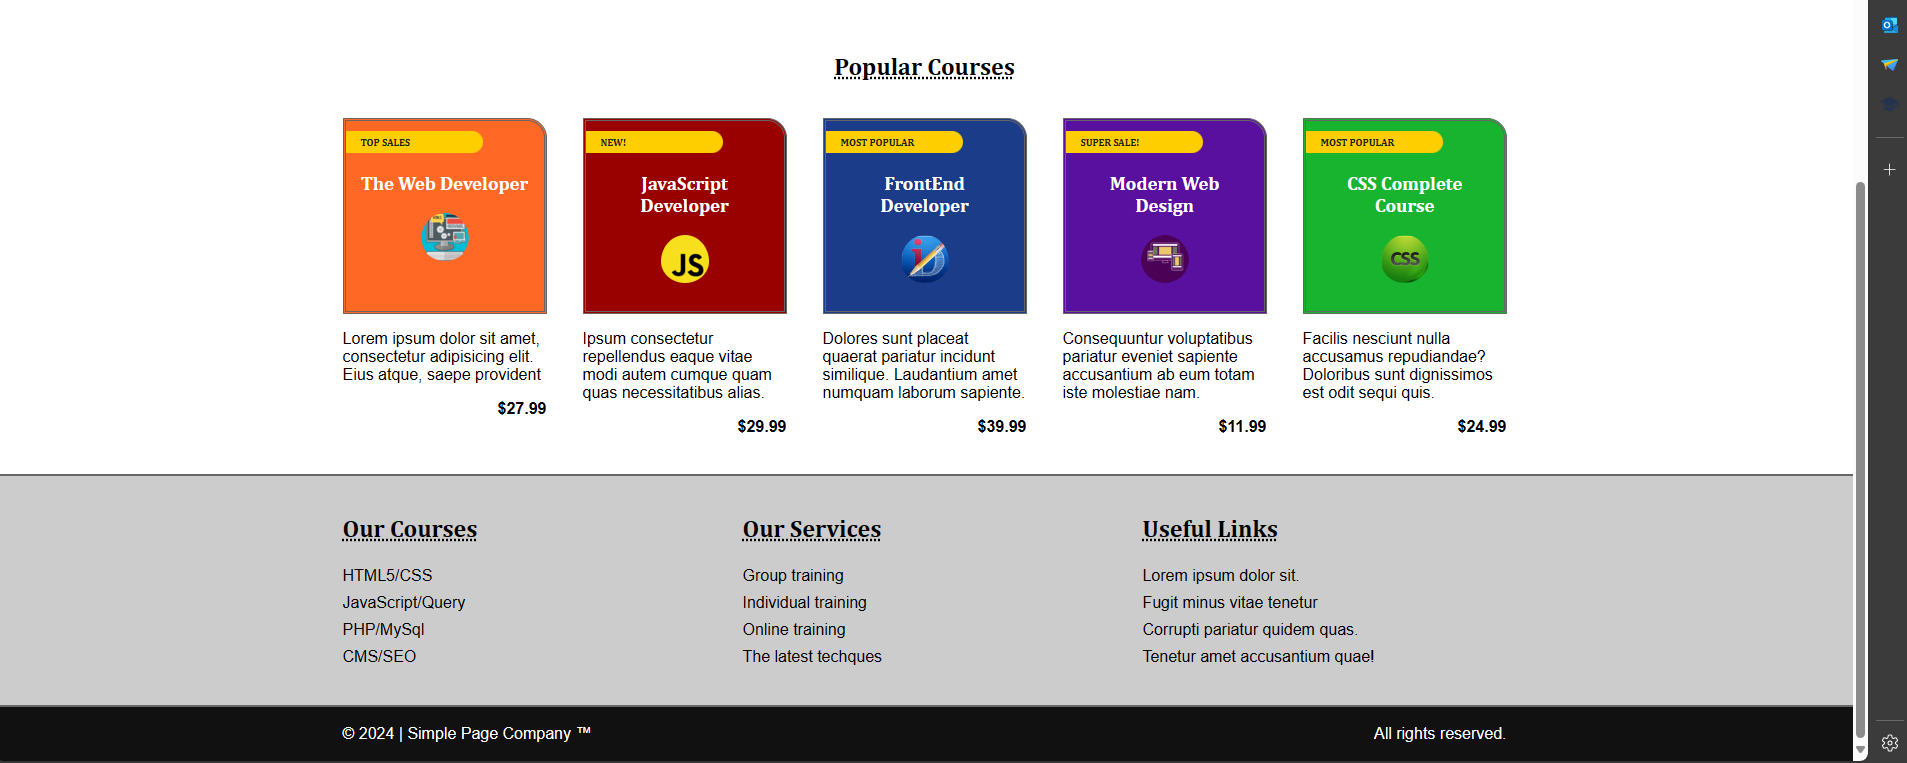 Popular Courses
TOP SALES
The Web Developer
Lorem ipsum dolor sit amet,
consectetur adipisicing elit.
Eius atque, saepe provident
$27.99
NEW!
JavaScript
Developer
JS
Ipsum consectetur
repellendus eaque vitae
modi autem cumque quam
quas necessitatibus alias.
$29.99
MOST POPULAR
FrontEnd
Developer
Dolores sunt placeat
quaerat pariatur incidunt
similique. Laudantium amet
numquam laborum sapiente.
$39.99
SUPER SALE!
Modern Web
Design
Consequuntur voluptatibus
pariatur eveniet sapiente
accusantium ab eum totam
iste molestiae nam.
$11.99
MOST POPULAR
CSS Complete
Course
CSS
Facilis nesciunt nulla
accusamus repudiandae?
Doloribus sunt dignissimos
est odit sequi quis.
$24.99
Our Courses
HTML5/CSS
JavaScript/Query
PHP/MySql
CMS/SEO
Our Services
Group training
Individual training
Online training
The latest techques
Useful Links
Lorem ipsum dolor sit.
Fugit minus vitae tenetur
Corrupti pariatur quidem quas.
Tenetur amet accusantium quae!
© 2024 | Simple Page Company ™
All rights reserved.